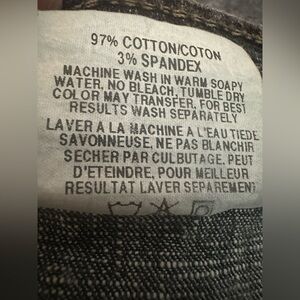 97% COTTON/COTON
3% SPANDEX
MACHINE WASH IN WARM SOAPY
WATER, NO BLEACH, TUMBLE DRY
COLOR MAY TRANSFER, FOR BEST
RESULTS WASH SEPARATELY
LAVER A LA MACHINE A L'EAU TIEDE
SAVONNEUSE, NE PAS BLANCHIR
SECHER PAR CULBUTAGE, PEUT
D'ETEINDRE, POUR MEILLEUR
RESULTAT LAVER SEPAREMENT